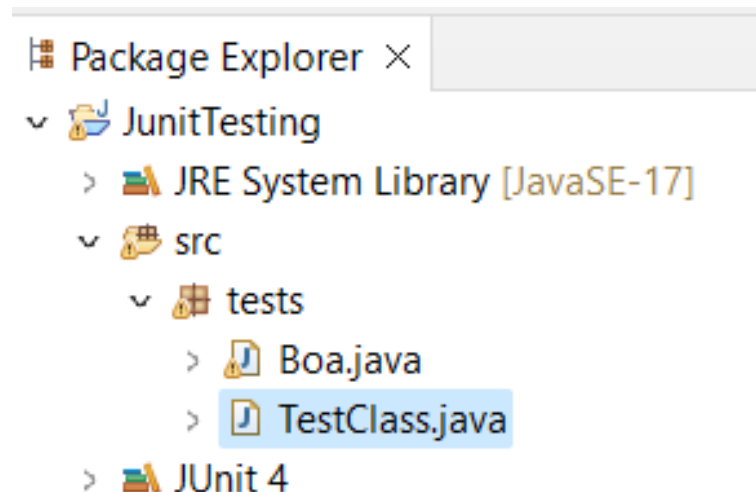 Package Explorer
JunitTesting
JRE System Library [JavaSE-17]
src
tests
Boa.java
TestClass.java
JUnit 4